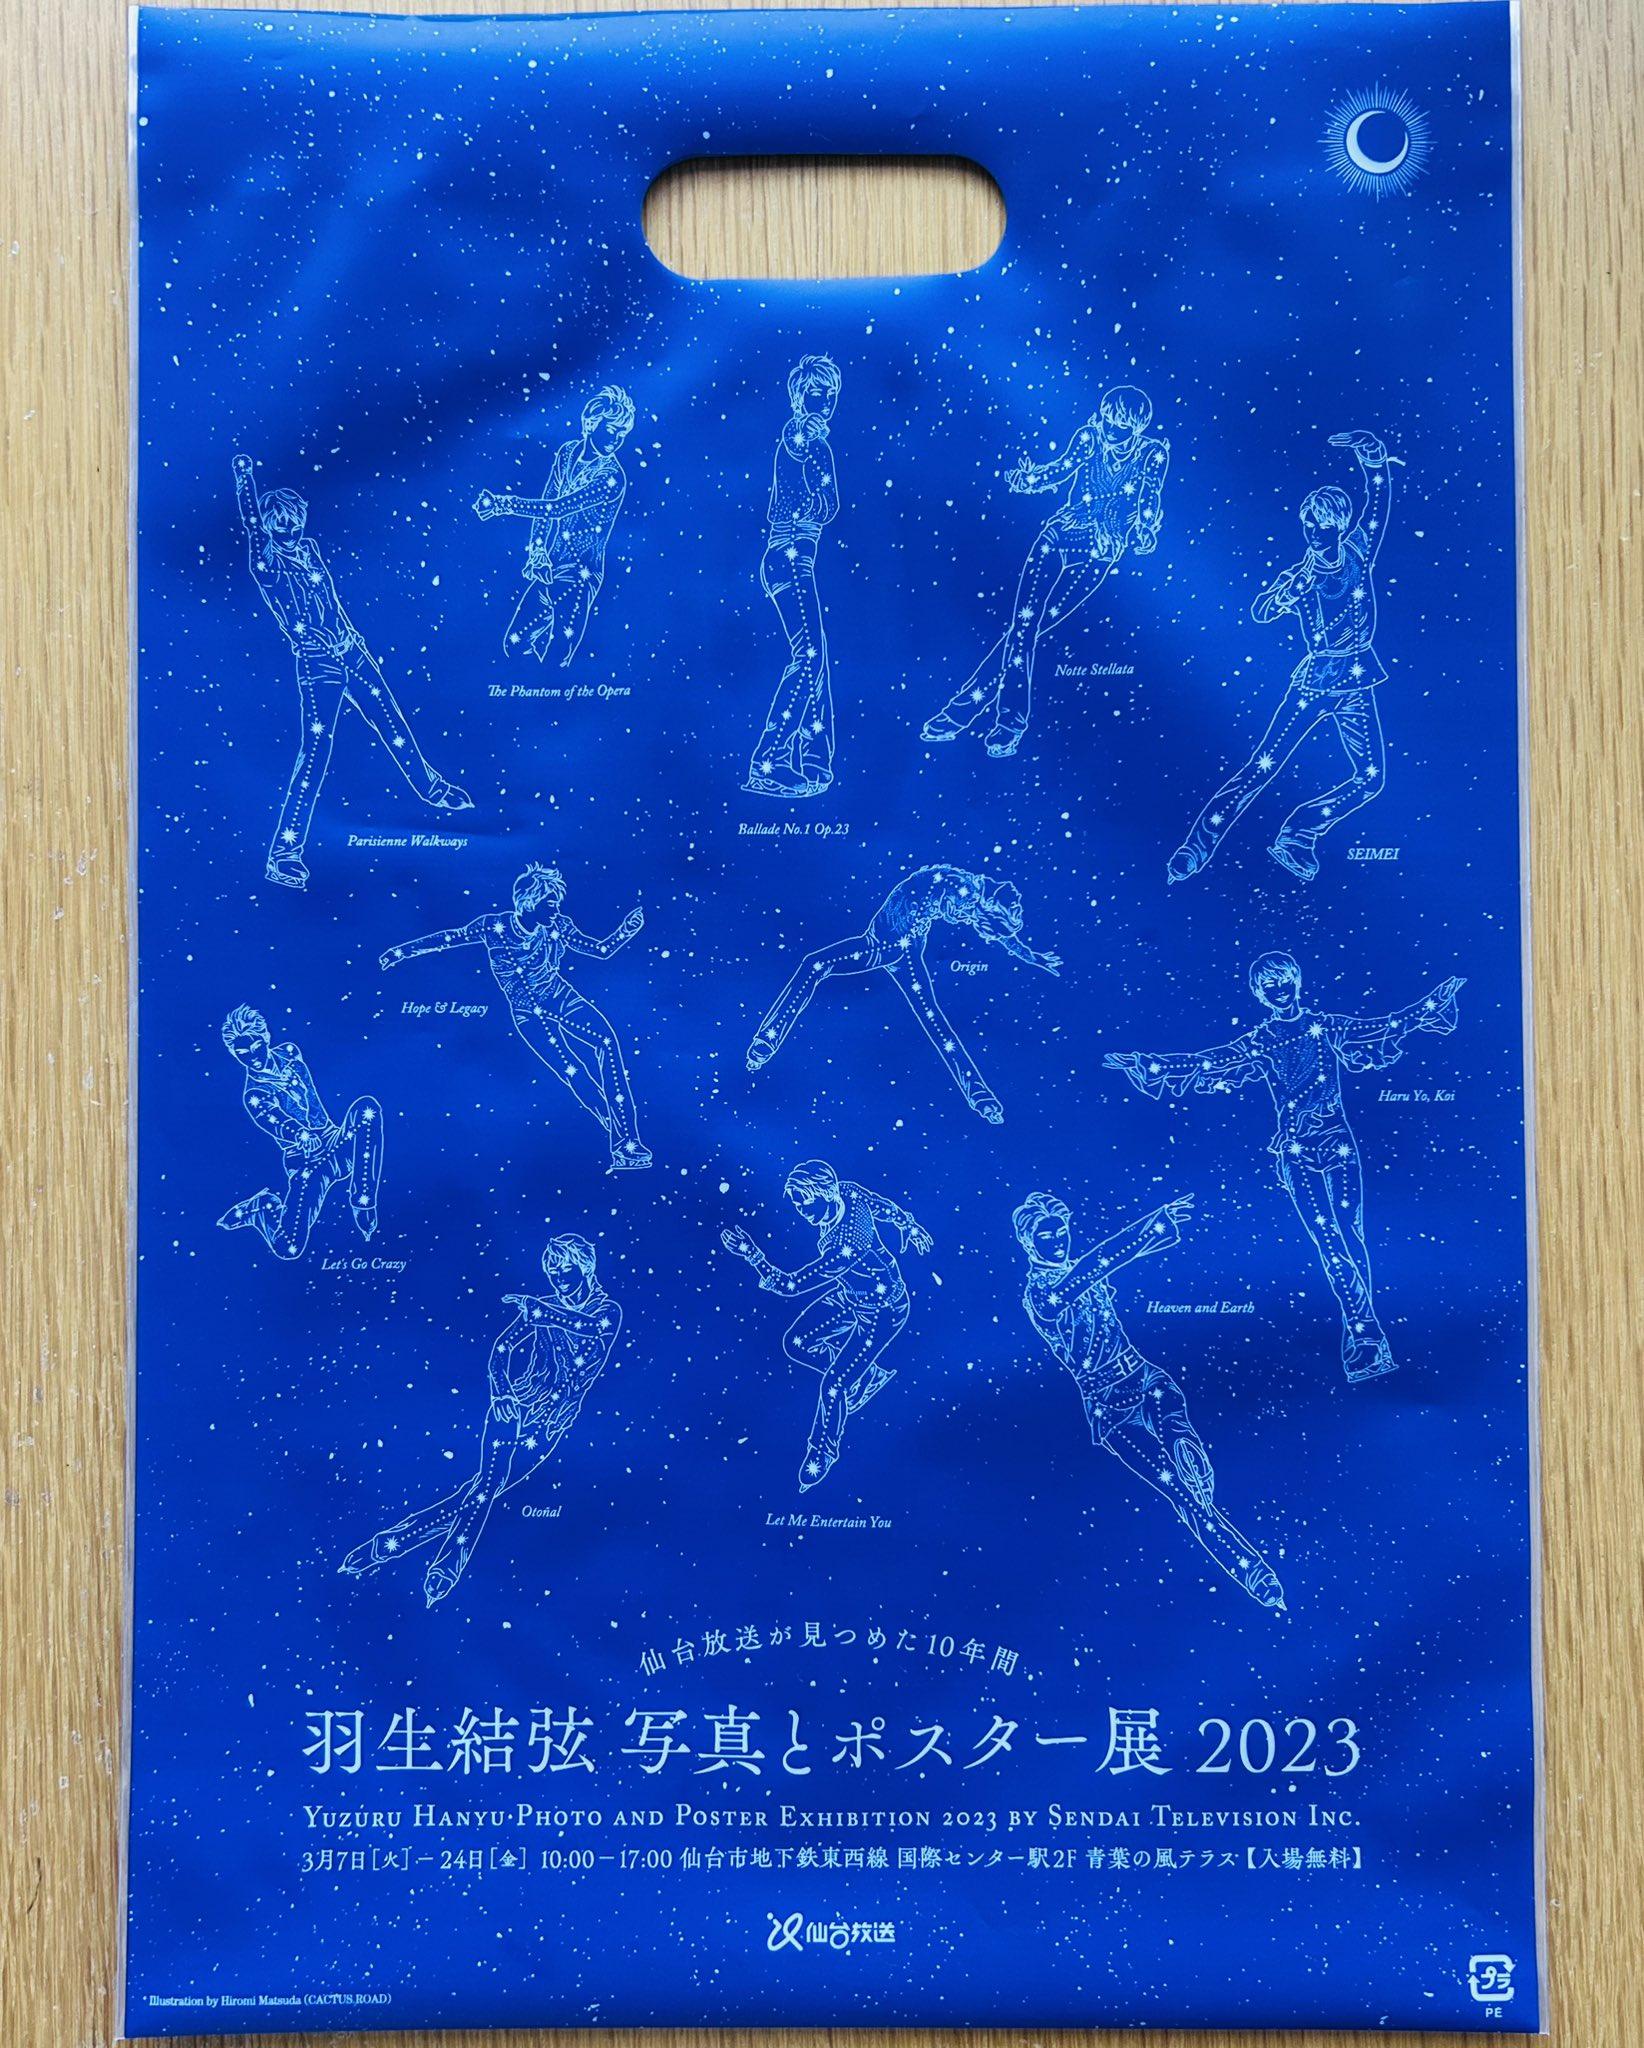 The Phantom of the Opera
Notte Stellata
Parisienne Walkways
Ballade No.1 Op.23
SEIMEI
Hope & Legacy
Origin
Haru Yo, Koi
Let's Go Crazy
Heaven and Earth
Otoñal
Let Me Entertain You
仙台放送が見つめた10年間
羽生結弦 写真とポスター展 2023
YUZURU HANYU PHOTO AND POSTER EXHIBITION 2023 BY SENDAI TELEVISION INC.
3月7日[火]－24日[金] 10:00－17:00 仙台市地下鉄東西線 国際センター駅2F 青葉の風テラス【入場無料】
仙台放送
プラ
PE
Illustration by Hiromi Matsuda (CACTUS ROAD)